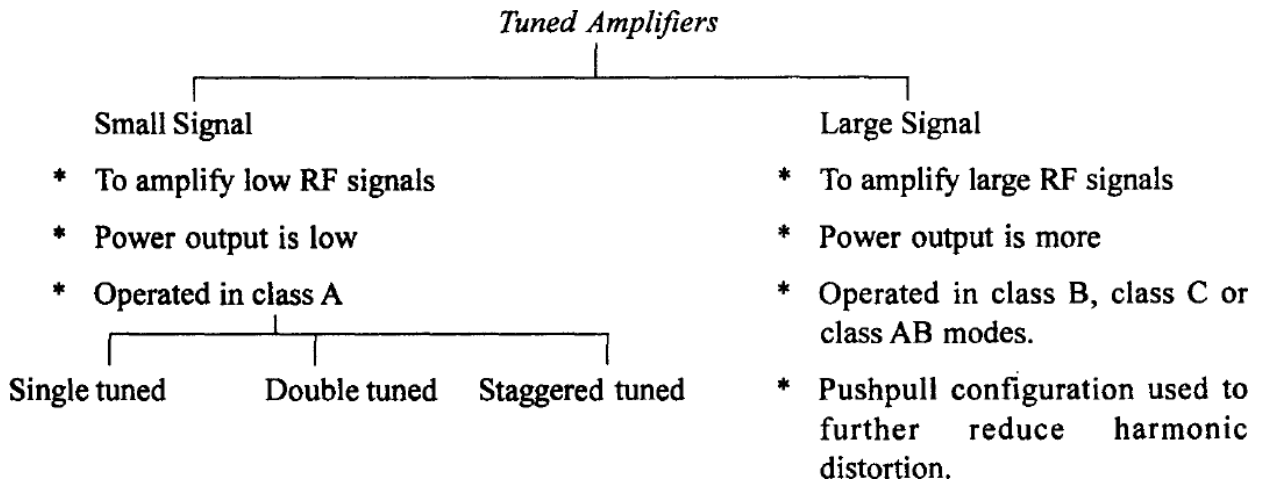 Tuned Amplifiers
Small Signal
* To amplify low RF signals
* Power output is low
* Operated in class A
Single tuned Double tuned Staggered tuned
Large Signal
* To amplify large RF signals
* Power output is more
* Operated in class B, class C or
class AB modes.
* Pushpull configuration used to
further reduce harmonic
distortion.